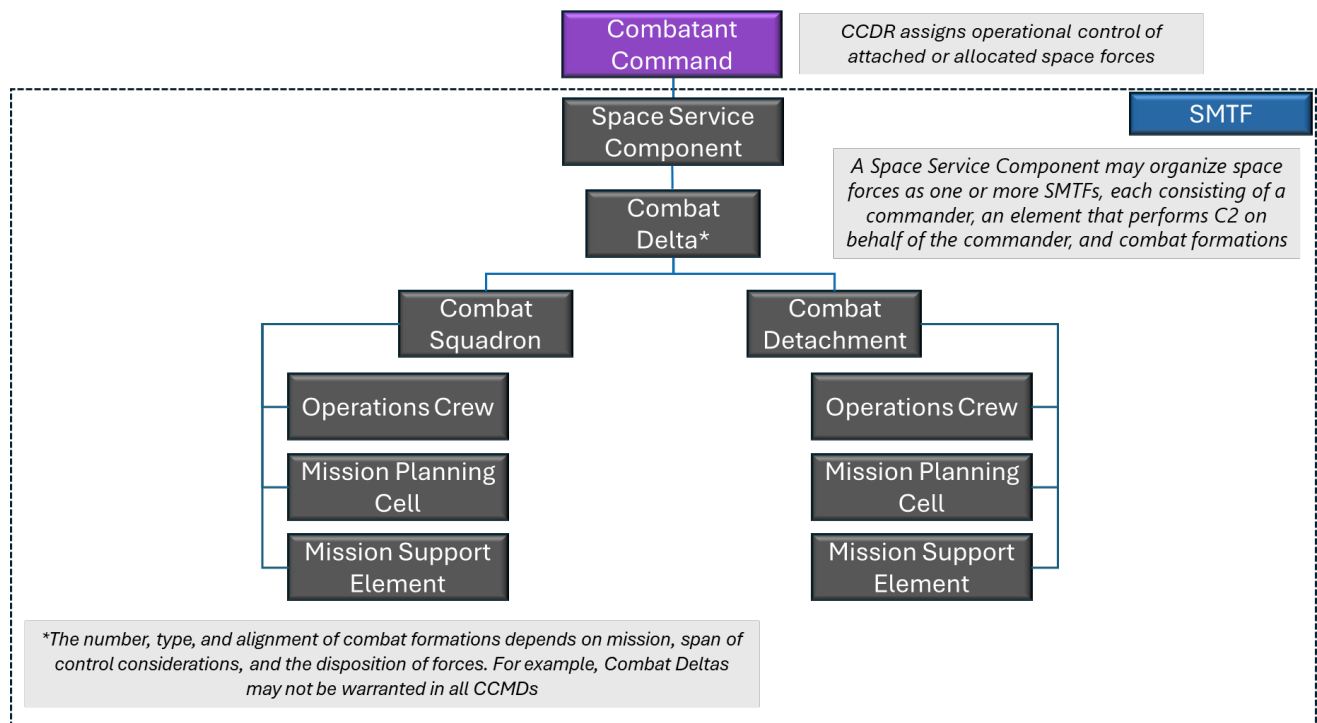 Combatant
Command
CCDR assigns operational control of
attached or allocated space forces
Space Service
Component
SMTF
A Space Service Component may organize space
forces as one or more SMTFs, each consisting of a
commander, an element that performs C2 on
behalf of the commander, and combat formations
Combat
Delta*
Combat
Squadron
Operations Crew
Mission Planning
Cell
Mission Support
Element
Combat
Detachment
Operations Crew
Mission Planning
Cell
Mission Support
Element
*The number, type, and alignment of combat formations depends on mission, span of
control considerations, and the disposition of forces. For example, Combat Deltas
may not be warranted in all CCMDs